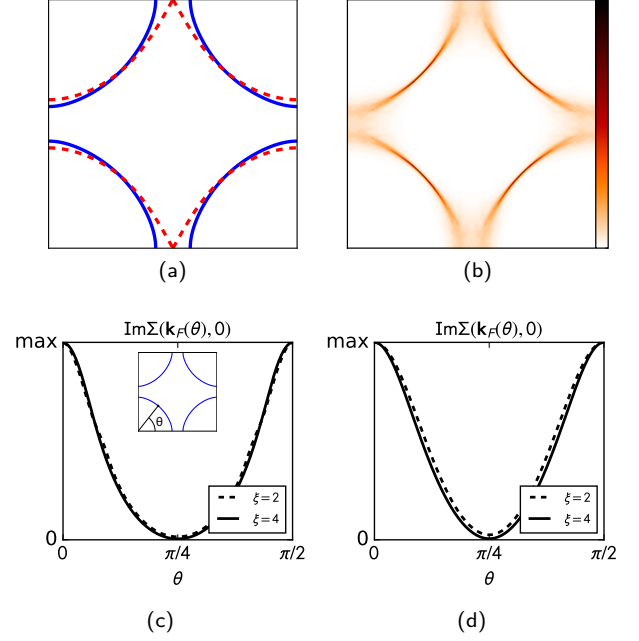 (a)
(b)
ImΣ(k_F(θ),0)
max
0
θ
ξ=2
ξ=4
0
π/4
π/2
θ
(c)
ImΣ(k_F(θ),0)
max
0
ξ=2
ξ=4
0
π/4
π/2
θ
(d)